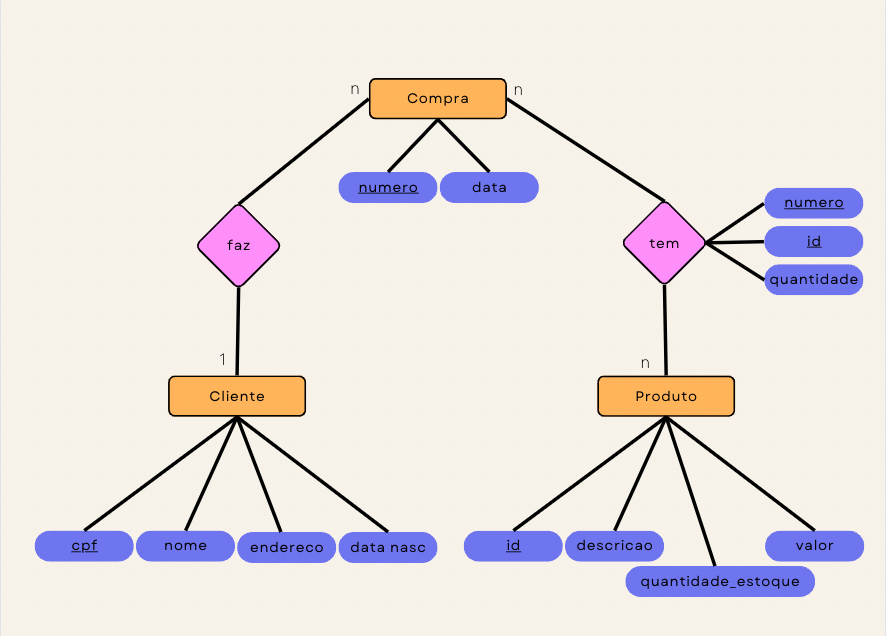 n
Compra
n
numero
data
numero
faz
tem
id
quantidade
1
n
Cliente
Produto
cpf
nome
endereco
data nasc
id
descricao
valor
quantidade_estoque